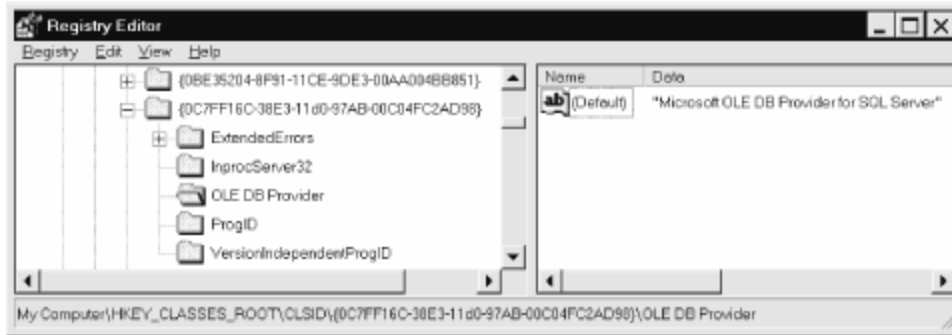 Registry Editor
Registry Edit View Help
{0BE35204-8F91-11CE-9DE3-00AA004BB851}
{0C7FF16C-38E3-11d0-97AB-00C04FC2AD98}
ExtendedErrors
InprocServer32
OLE DB Provider
ProgID
VersionIndependentProgID
Name Data
ab (Default) "Microsoft OLE DB Provider for SQL Server"
My Computer\HKEY_CLASSES_ROOT\CLSID\{0C7FF16C-38E3-11d0-97AB-00C04FC2AD98}\OLE DB Provider